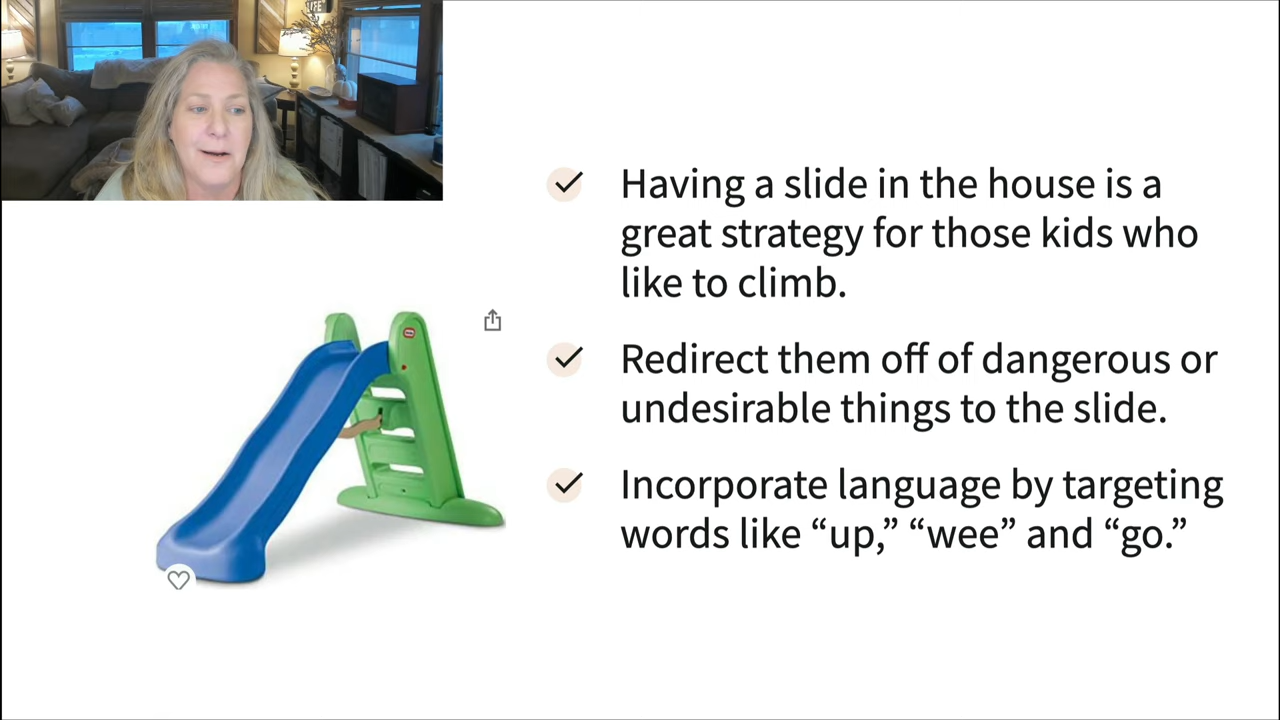 LIFE
Having a slide in the house is a
great strategy for those kids who
like to climb.
Redirect them off of dangerous or
undesirable things to the slide.
Incorporate language by targeting
words like “up,” “wee” and “go.”